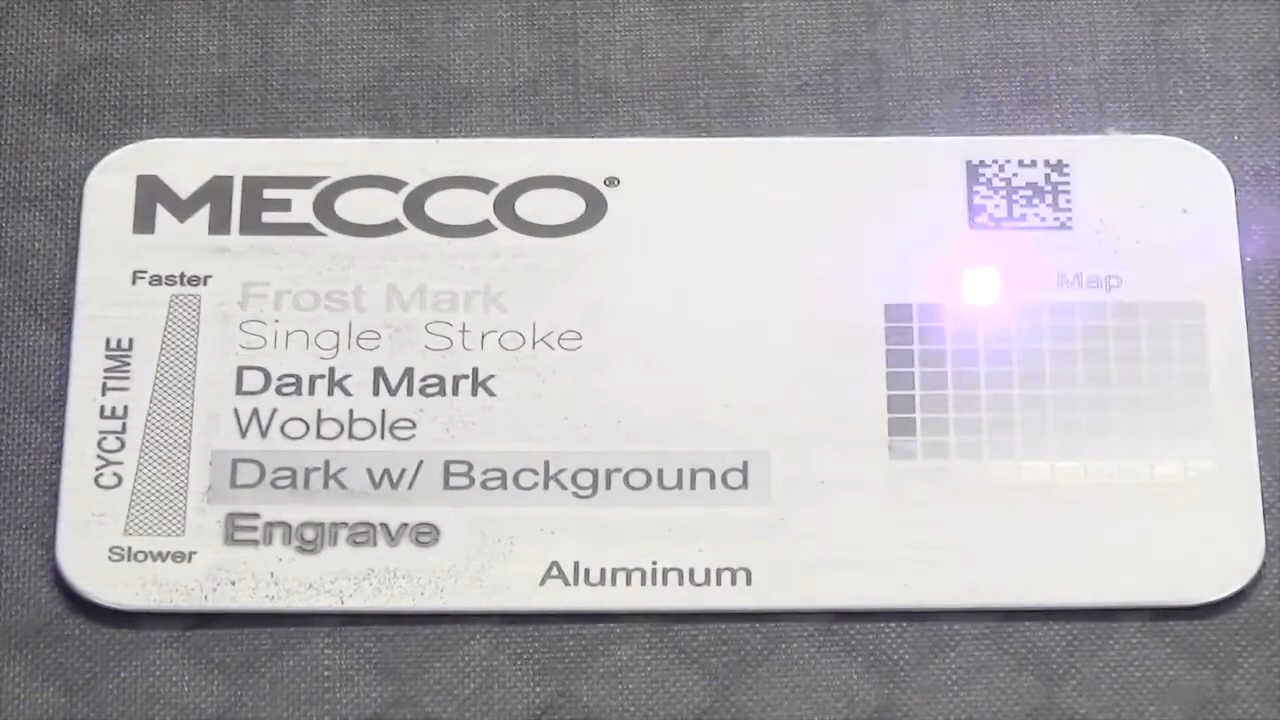 MECCO®
Faster
CYCLE TIME
Slower
Frost Mark
Single Stroke
Dark Mark
Wobble
Dark w/ Background
Engrave
Aluminum
Map